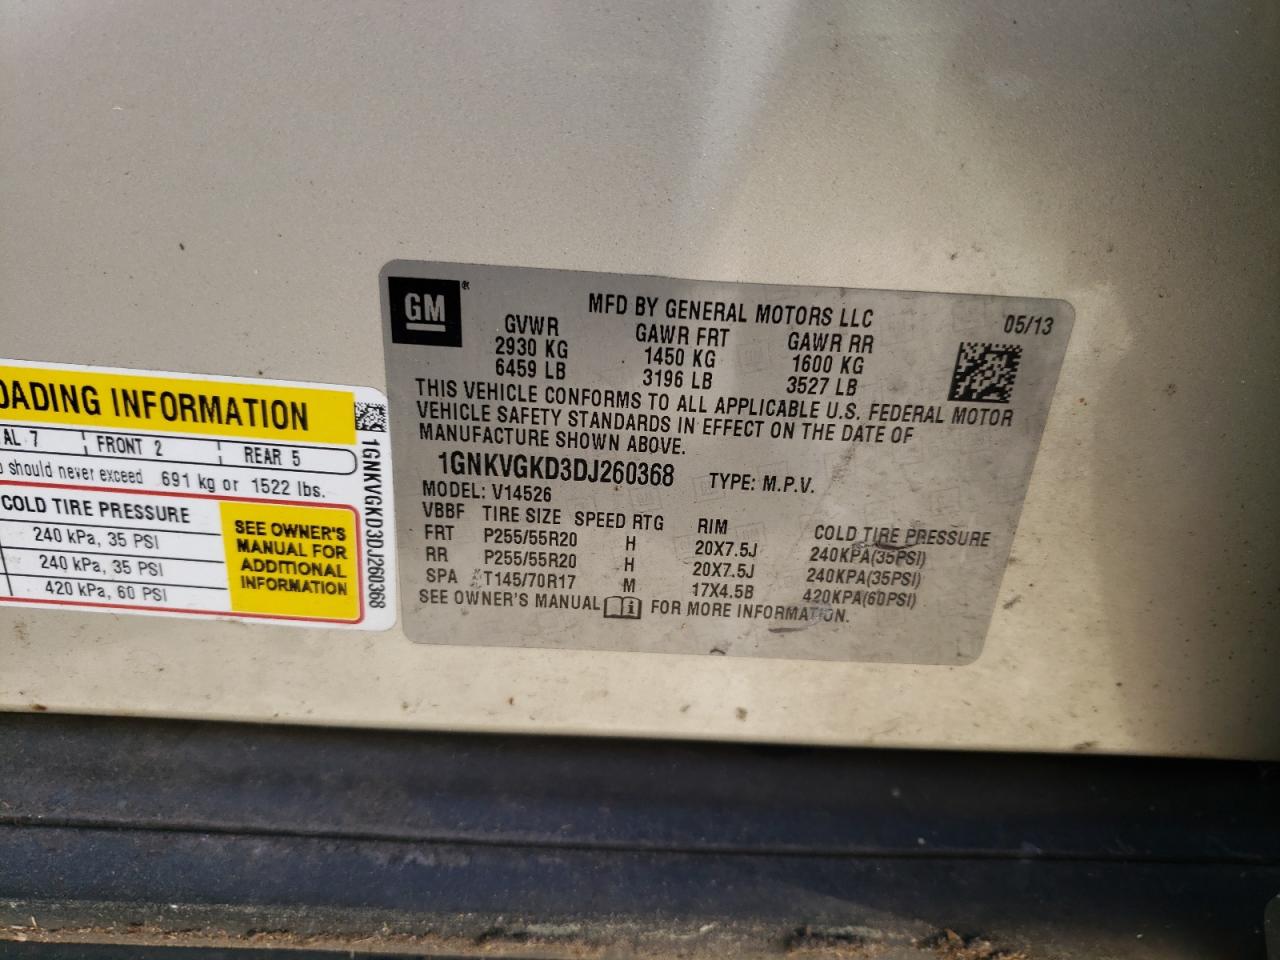 GM®
MFD BY GENERAL MOTORS LLC
05/13
GVWR GAWR FRT GAWR RR
2930 KG 1450 KG 1600 KG
6459 LB 3196 LB 3527 LB
THIS VEHICLE CONFORMS TO ALL APPLICABLE U.S. FEDERAL MOTOR
VEHICLE SAFETY STANDARDS IN EFFECT ON THE DATE OF
MANUFACTURE SHOWN ABOVE.
1GNKVGKD3DJ260368 TYPE: M.P.V.
MODEL: V14526
VBBF TIRE SIZE SPEED RTG RIM COLD TIRE PRESSURE
FRT P255/55R20 H 20X7.5J 240KPA(35PSI)
RR P255/55R20 H 20X7.5J 240KPA(35PSI)
SPA T145/70R17 M 17X4.5B 420KPA(60PSI)
SEE OWNER'S MANUAL FOR MORE INFORMATION.
OADING INFORMATION
AL 7 FRONT 2 REAR 5
should never exceed 691 kg or 1522 lbs.
COLD TIRE PRESSURE
240 kPa, 35 PSI
240 kPa, 35 PSI
420 kPa, 60 PSI
SEE OWNER'S
MANUAL FOR
ADDITIONAL
INFORMATION
1GNKVGKD3DJ260368